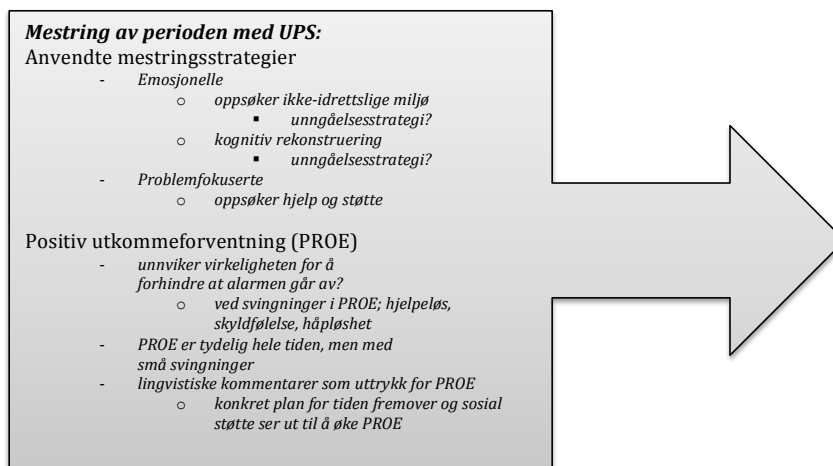 Mestring av perioden med UPS:
Anvendte mestringsstrategier
- Emosjonelle
o oppsøker ikke-idrettslige miljø
▪ unngåelsesstrategi?
o kognitiv rekonstruering
▪ unngåelsesstrategi?
- Problemfokuserte
o oppsøker hjelp og støtte
Positiv utkommeforventning (PROE)
- unnviker virkeligheten for å
forhindre at alarmen går av?
o ved svingninger i PROE; hjelpeløs,
skyldfølelse, håpløshet
- PROE er tydelig hele tiden, men med
små svingninger
- lingvistiske kommentarer som uttrykk for PROE
o konkret plan for tiden fremover og sosial
støtte ser ut til å øke PROE